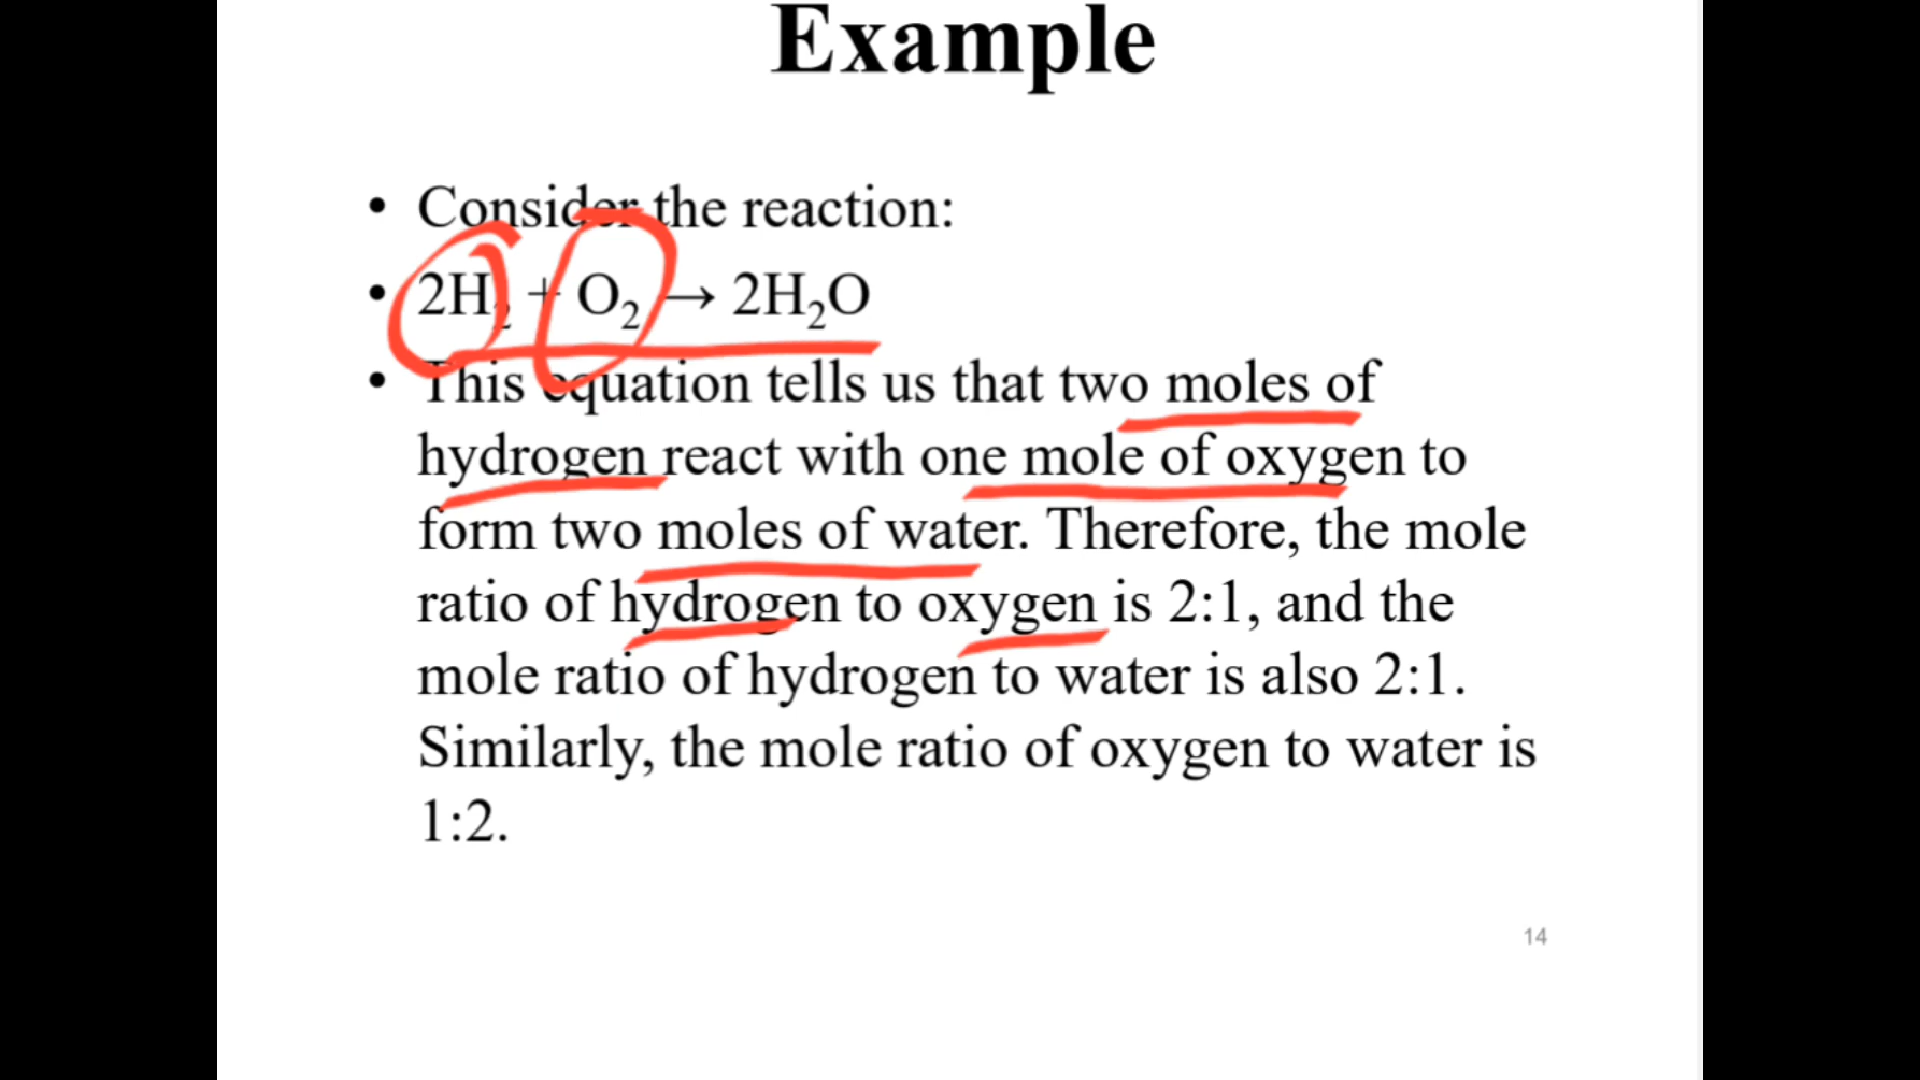 Example
• Consider the reaction:
• 2H₂ + O₂ → 2H₂O
• This equation tells us that two moles of
hydrogen react with one mole of oxygen to
form two moles of water. Therefore, the mole
ratio of hydrogen to oxygen is 2:1, and the
mole ratio of hydrogen to water is also 2:1.
Similarly, the mole ratio of oxygen to water is
1:2.
14